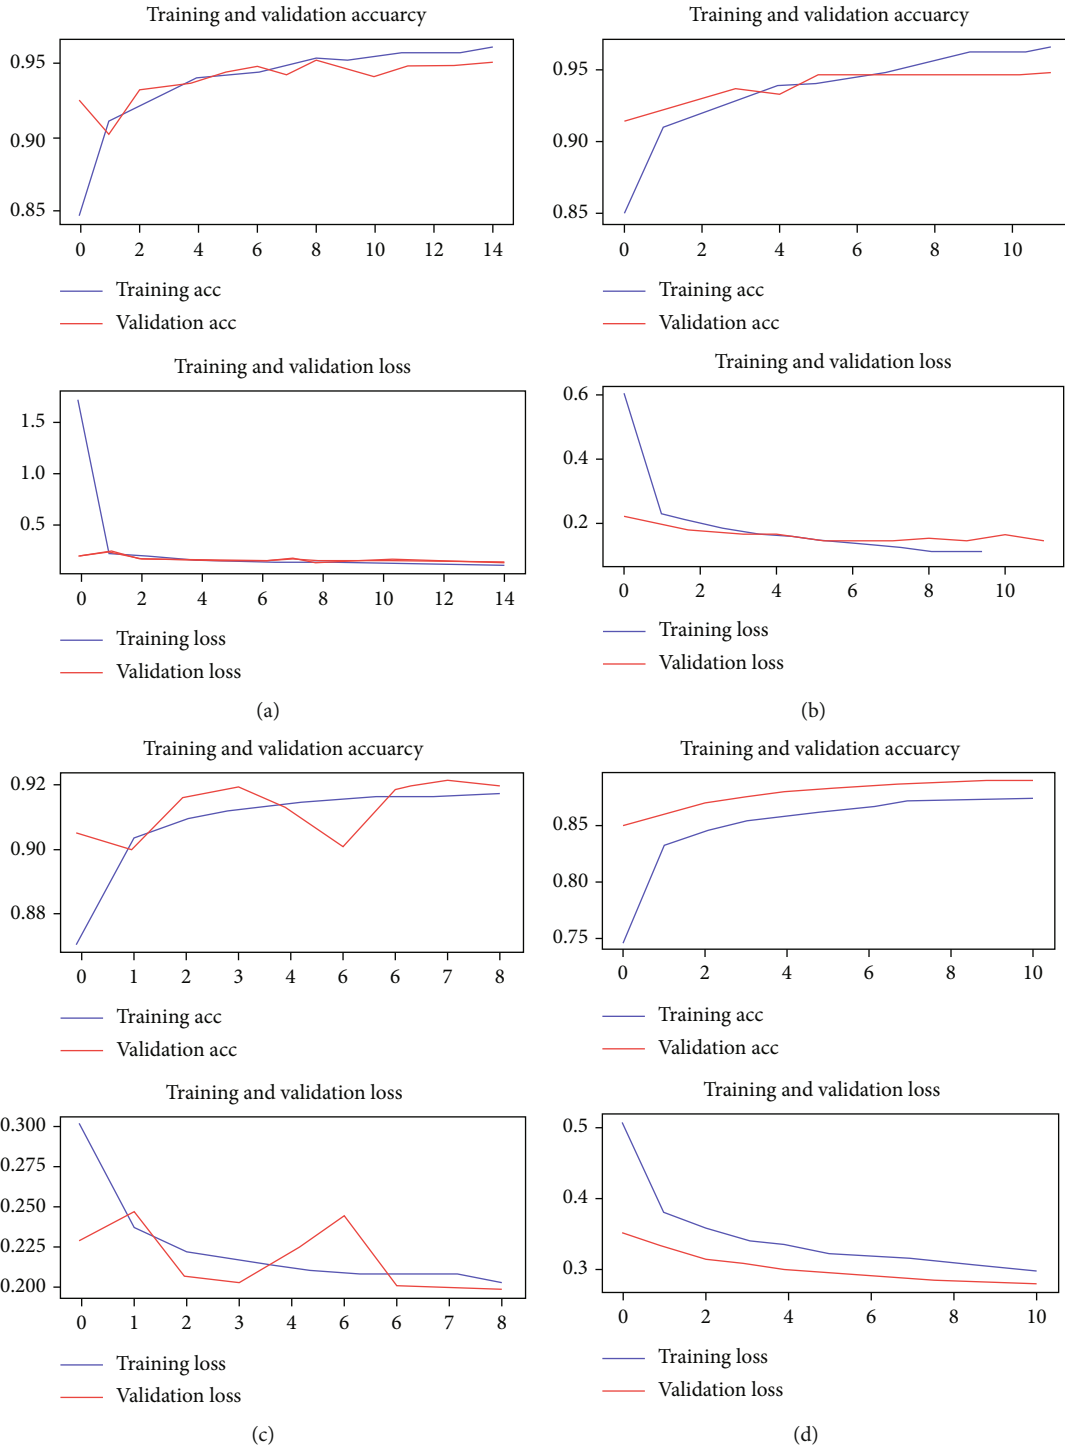 Training and validation accuarcy
0.95
0.90
0.85
0 2 4 6 8 10 12 14
Training acc
Validation acc
Training and validation loss
1.5
1.0
0.5
0 2 4 6 8 10 12 14
Training loss
Validation loss
(a)
Training and validation accuarcy
0.95
0.90
0.85
0 2 4 6 8 10
Training acc
Validation acc
Training and validation loss
0.6
0.4
0.2
0 2 4 6 8 10
Training loss
Validation loss
(b)
Training and validation accuarcy
0.92
0.90
0.88
0 1 2 3 4 6 6 7 8
Training acc
Validation acc
Training and validation loss
0.300
0.275
0.250
0.225
0.200
0 1 2 3 4 6 6 7 8
Training loss
Validation loss
(c)
Training and validation accuarcy
0.85
0.80
0.75
0 2 4 6 8 10
Training acc
Validation acc
Training and validation loss
0.5
0.4
0.3
0 2 4 6 8 10
Training loss
Validation loss
(d)